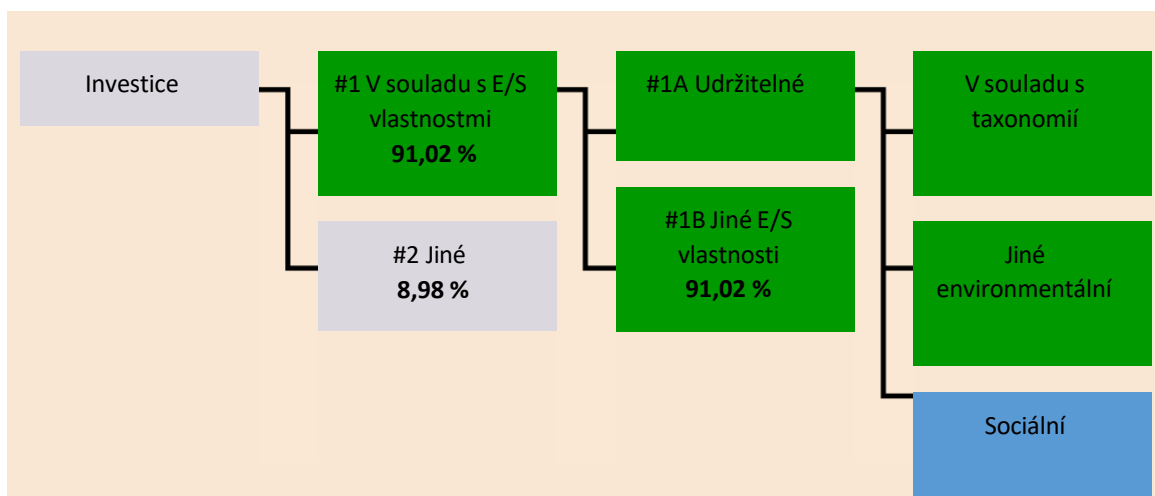 Investice
#1 V souladu s E/S
vlastnostmi
91,02 %
#2 Jiné
8,98 %
#1A Udržitelné
#1B Jiné E/S
vlastnosti
91,02 %
V souladu s
taxonomií
Jiné
environmentální
Sociální